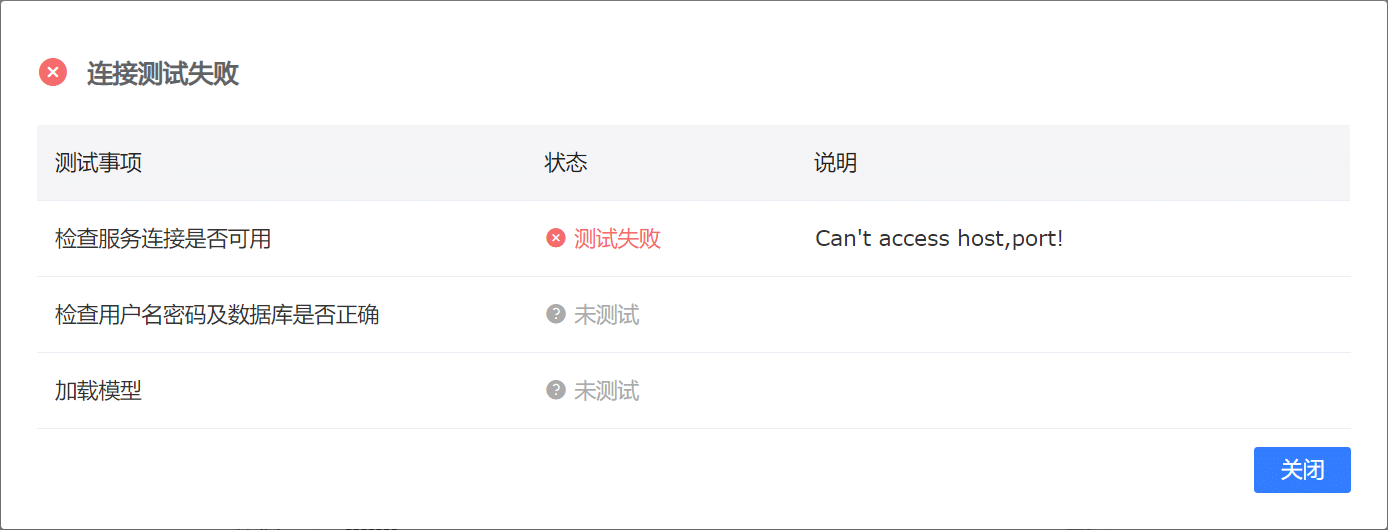 连接测试失败
测试事项 状态 说明
检查服务连接是否可用 测试失败 Can't access host,port!
检查用户名密码及数据库是否正确 未测试
加载模型 未测试
关闭